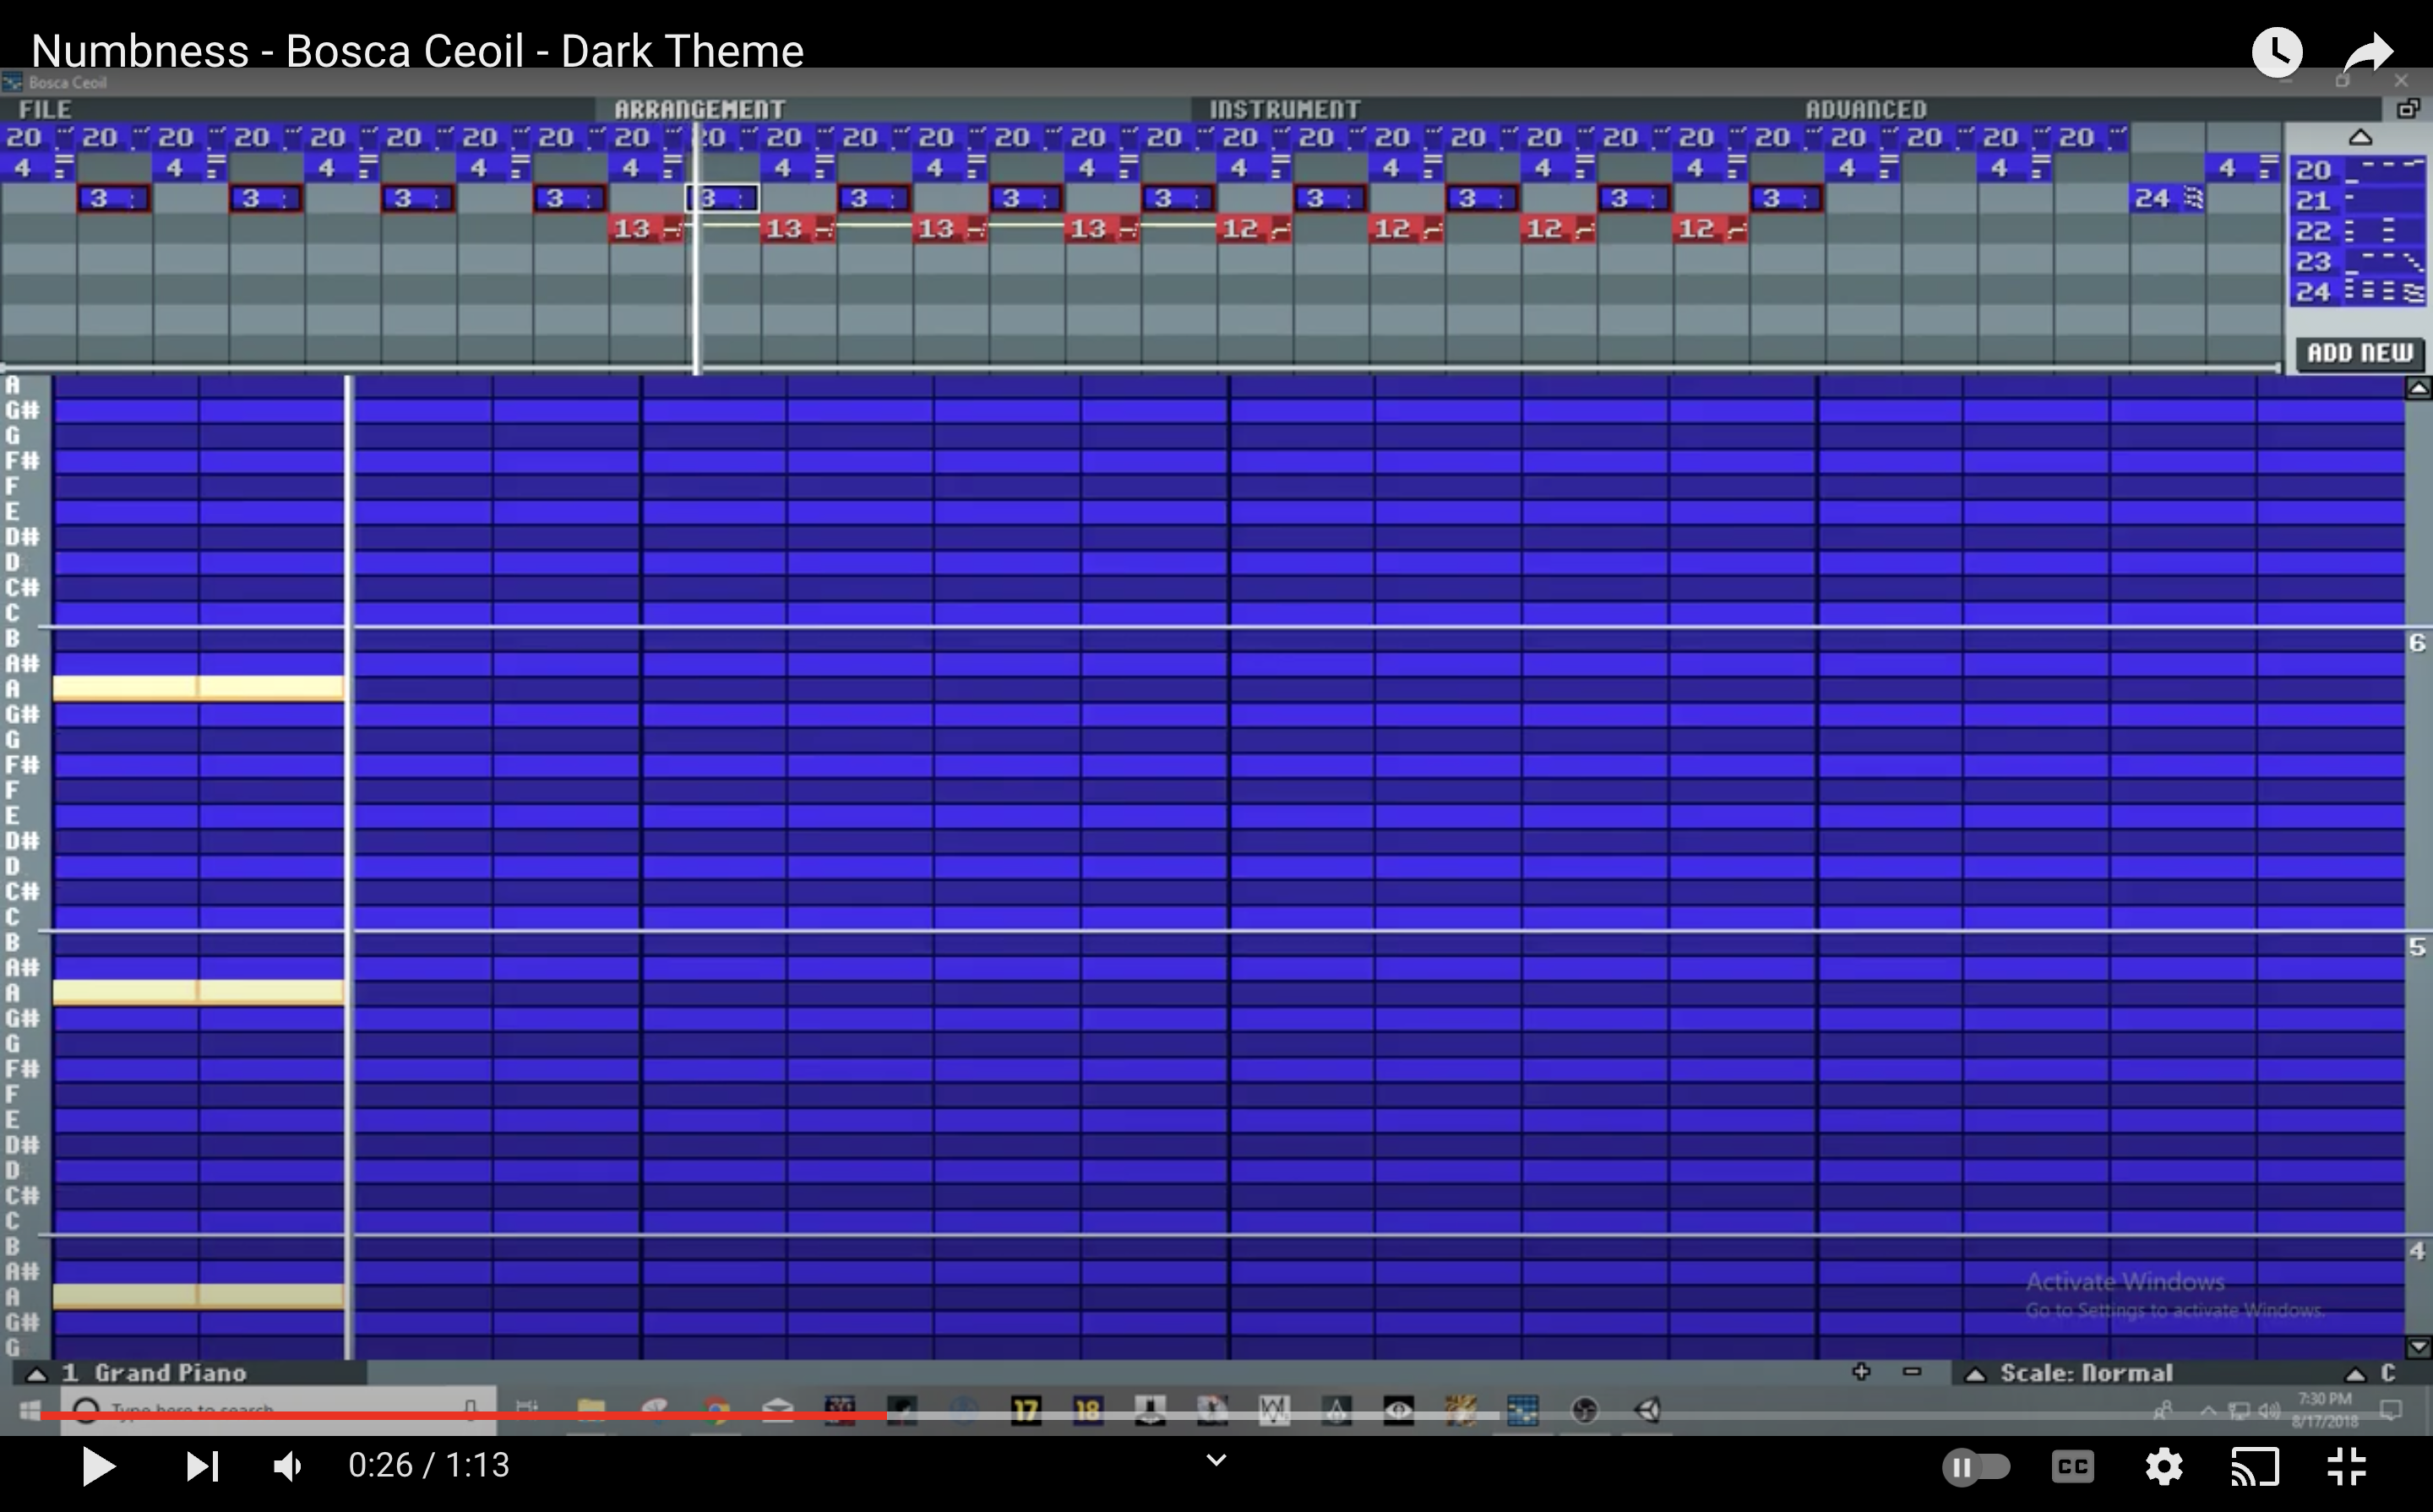 Numbness - Bosca Ceoil - Dark Theme
Bosca Ceoil
FILE ARRANGEMENT INSTRUMENT ADVANCED
20 20 20 20 20 20 20 20 20 20 20 20 20 20 20 20 20 20 20 20 20 20 20 20 20 20 20 20
4 4 4 4 4 4 4 4 4 4 4 4 4 4 4
3 3 3 3 3 3 3 3 3 3 3 3 24
13 13 13 13 12 12 12 12
20
21
22
23
24
ADD NEW
A
G#
G
F#
F
E
D#
D
C#
C
B 6
A#
A
G#
G
F#
F
E
D#
D
C#
C
B 5
A#
A
G#
G
F#
F
E
D#
D
C#
C
B 4
A#
A
G#
G
Activate Windows
Go to Settings to activate Windows.
1 Grand Piano + - Scale: Normal C
Type here to search 17 18 7:30 PM
8/17/2018
0:26 / 1:13 CC